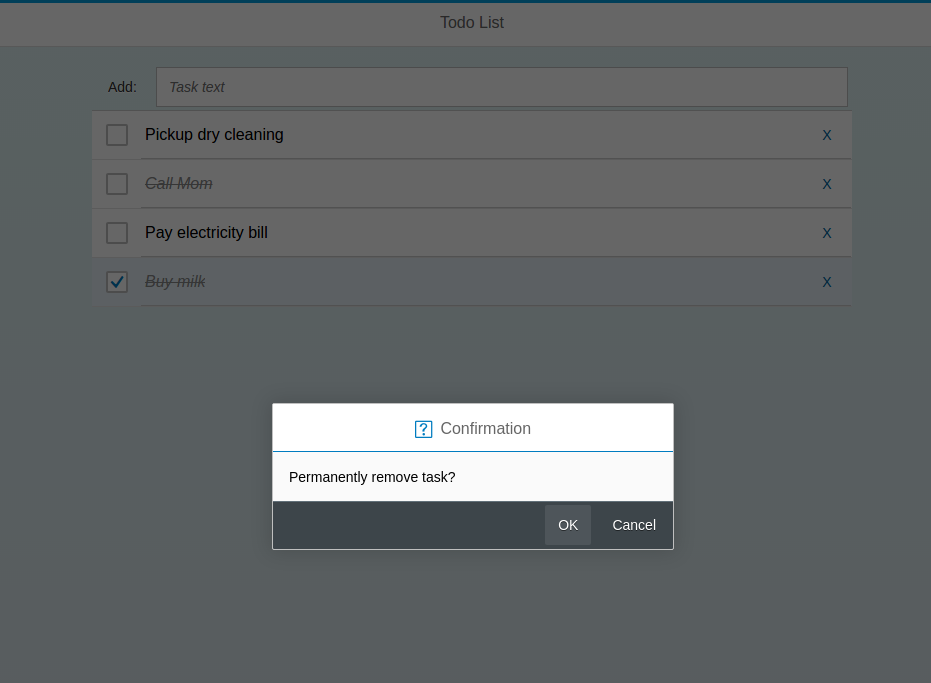 Todo List
Add: Task text
Pickup dry cleaning X
Call Mom X
Pay electricity bill X
Buy milk X
Confirmation
Permanently remove task?
OK Cancel